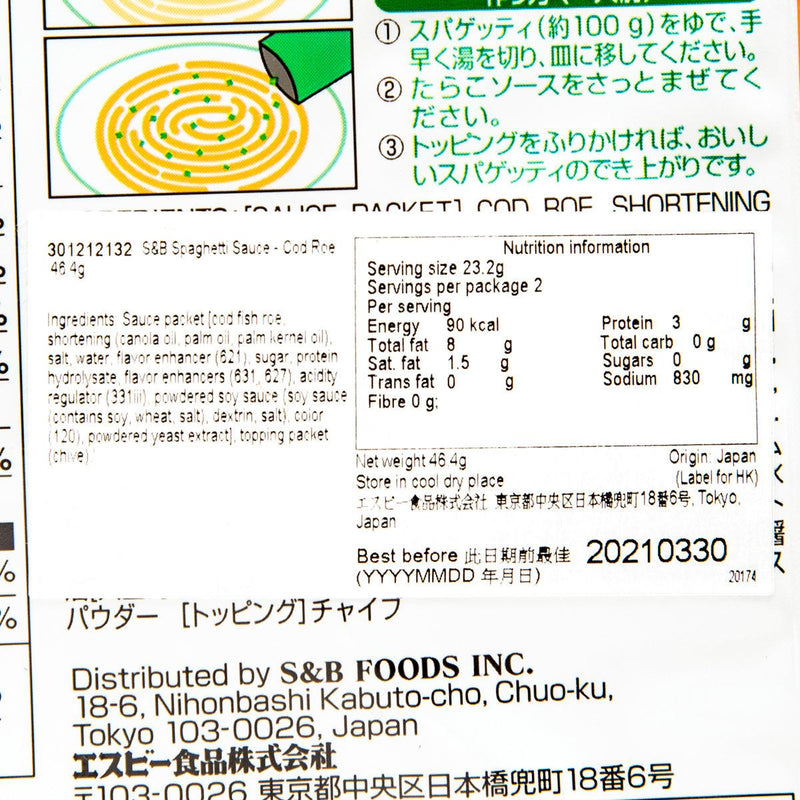 ① スパゲッティ(約100g)をゆで、手
早く湯を切り、皿に移してください。
② たらこソースをさっとまぜてく
ださい。
③ トッピングをふりかければ、おいし
いスパゲッティのでき上がりです。
COD ROE, SHORTENING
301212132 S&B Spaghetti Sauce - Cod Roe
46.4g
Ingredients: Sauce packet [cod fish roe,
shortening (canola oil, palm oil, palm kernel oil),
salt, water, flavor enhancer (621), sugar, protein
hydrolysate, flavor enhancers (631, 627), acidity
regulator (331iii), powdered soy sauce (soy sauce
(contains soy, wheat, salt), dextrin, salt), color
(120), powdered yeast extract], topping packet
(chive)
Nutrition information
Serving size 23.2g
Servings per package 2
Per serving
Energy 90 kcal Protein 3 g
Total fat 8 g Total carb 0 g
Sat. fat 1.5 g Sugars 0 g
Trans fat 0 g Sodium 830 mg
Fibre 0 g;
Net weight 46.4g Origin: Japan
Store in cool dry place (Label for HK)
エスビー食品株式会社 東京都中央区日本橋兜町18番6号, Tokyo,
Japan
Best before 此日期前最佳 20210330
(YYYYMMDD 年月日) 20174
パウダー [トッピング]チャイブ
Distributed by S&B FOODS INC.
18-6, Nihonbashi Kabuto-cho, Chuo-ku,
Tokyo 103-0026, Japan
エスビー食品株式会社
〒103-0026 東京都中央区日本橋兜町18番6号